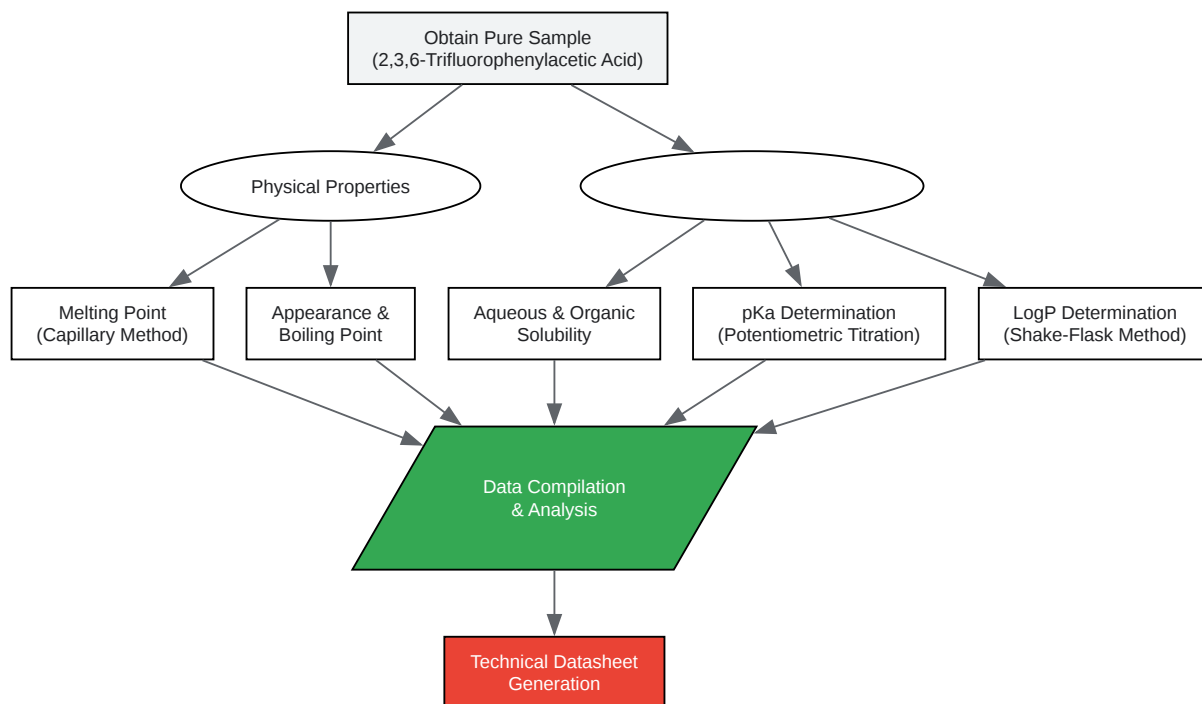 Obtain Pure Sample
(2,3,6-Trifluorophenylacetic Acid)
Physical Properties
Melting Point
(Capillary Method)
Appearance &
Boiling Point
Aqueous & Organic
Solubility
pKa Determination
(Potentiometric Titration)
LogP Determination
(Shake-Flask Method)
Data Compilation
& Analysis
Technical Datasheet
Generation